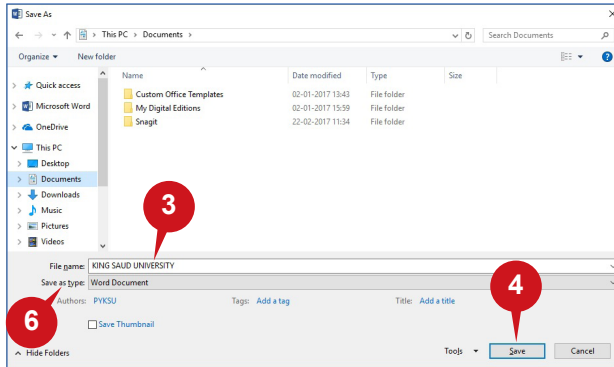 Save As
This PC > Documents >
Search Documents
Organize
New folder
Name Date modified Type Size
Quick access
Microsoft Word
OneDrive
This PC
Desktop
Documents
Downloads
Music
Pictures
Videos
Custom Office Templates 02-01-2017 13:43 File folder
My Digital Editions 02-01-2017 15:59 File folder
Snagit 22-02-2017 11:34 File folder
3
File name: KING SAUD UNIVERSITY
Save as type: Word Document
4
6
Authors: PYKSU Tags: Add a tag Title: Add a title
Save Thumbnail
Hide Folders
Tools Save Cancel